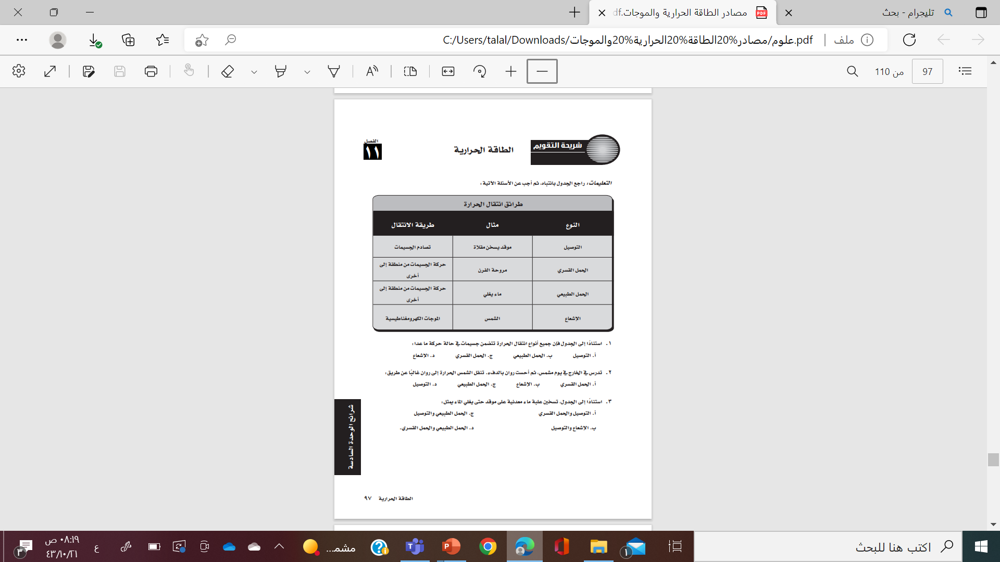 تليجرام - بحث
مصادر الطاقة الحرارية والموجات.pdf
ملف
C:/Users/talal/Downloads/علوم/مصادر%20الطاقة%20الحرارية%20والموجات.pdf
97
من 110
شريحة التقويم
الطاقة الحرارية
الفصل
١١
التعليمات: راجع الجدول بانتباه، ثم أجب عن الأسئلة الآتية:
طرائق انتقال الحرارة
النوع مثال طريقة الانتقال
التوصيل موقد يسخن مقلاة تصادم الجسيمات
الحمل القسري مروحة الفرن حركة الجسيمات من منطقة إلى أخرى
الحمل الطبيعي ماء يغلي حركة الجسيمات من منطقة إلى أخرى
الإشعاع الشمس الموجات الكهرومغناطيسية
١. استنادًا إلى الجدول فإن جميع أنواع انتقال الحرارة تتضمن جسيمات في حالة حركة ما عدا:
أ. التوصيل ب. الحمل الطبيعي ج. الحمل القسري د. الإشعاع
٢. تدرس في الخارج في يوم مشمس، ثم أحست روان بالدفء. تنقل الشمس الحرارة إلى روان غالبًا عن طريق:
أ. الحمل القسري ب. الإشعاع ج. الحمل الطبيعي د. التوصيل
٣. استنادًا إلى الجدول، تسخين علبة ماء معدنية على موقد حتى يغلي الماء يمثل:
أ. التوصيل والحمل القسري ج. الحمل الطبيعي والتوصيل
ب. الإشعاع والتوصيل د. الحمل الطبيعي والحمل القسري.
شرائح الوحدة السادسة
الطاقة الحرارية ٩٧
اكتب هنا للبحث
١
مشم...
ع
٠٨:١٩ ص
٤٣/١٠/٢١
٣